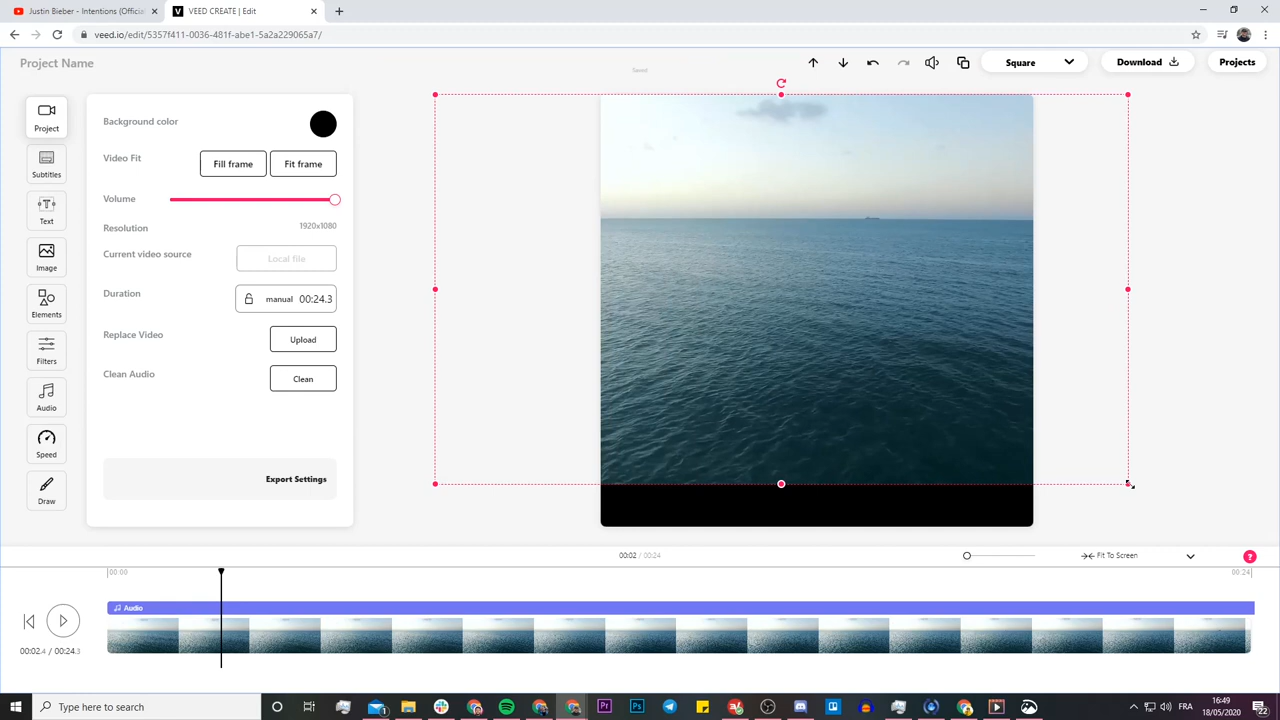 Justin Bieber - Intentions (Official
VEED CREATE | Edit
veed.io/edit/5357f411-0036-481f-abe1-5a2a229065a7/
Project Name
Saved
Square
Download
Projects
Project
Subtitles
Text
Image
Elements
Filters
Audio
Speed
Draw
Background color
Video Fit
Fill frame
Fit frame
Volume
Resolution
1920x1080
Current video source
Local file
Duration
manual 00:24.3
Replace Video
Upload
Clean Audio
Clean
Export Settings
00:02 / 00:24
Fit To Screen
?
00:00
00:24
Audio
00:02.4 / 00:24.3
Type here to search
FRA
16:49
18/05/2020
2